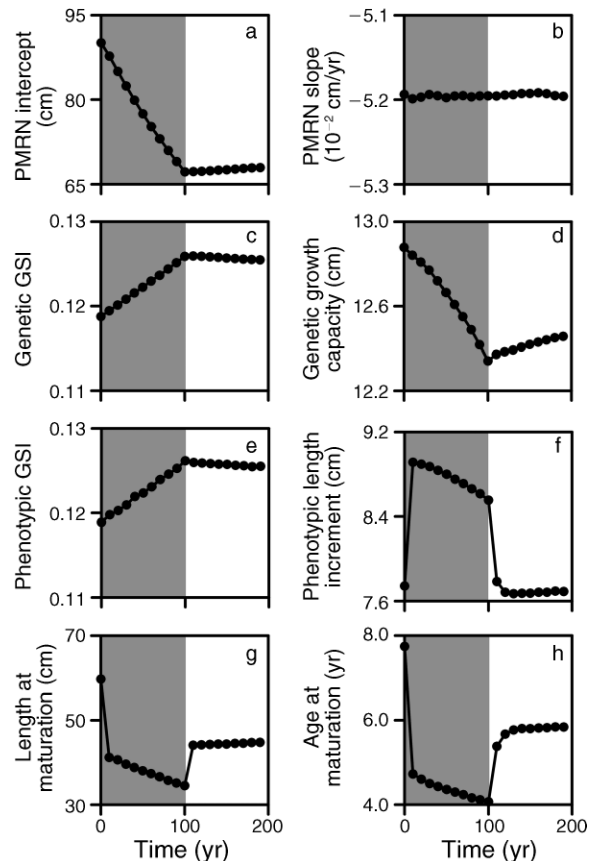 95
80
65
PMRN intercept
(cm)
a
−5.1
−5.2
−5.3
PMRN slope
(10⁻² cm/yr)
b
0.13
0.12
0.11
Genetic GSI
c
13.0
12.6
12.2
Genetic growth
capacity (cm)
d
0.13
0.12
0.11
Phenotypic GSI
e
9.2
8.4
7.6
Phenotypic length
increment (cm)
f
70
50
30
Length at
maturation (cm)
g
0 100 200
Time (yr)
8.0
6.0
4.0
Age at
maturation (yr)
h
0 100 200
Time (yr)